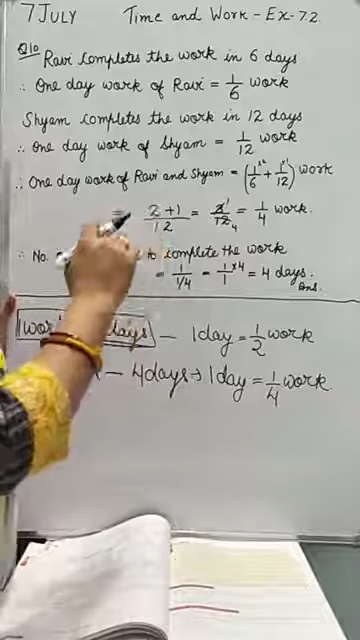 7 JULY Time and Work - Ex-7.2
Q10 Ravi completes the work in 6 days
∴ One day work of Ravi = 1/6 work
Shyam completes the work in 12 days
∴ One day work of Shyam = 1/12 work
∴ One day work of Ravi and Shyam = (1/6 + 1/12) work
= 2+1/12 = 3/12 = 1/4 work.
∴ No. to complete the work
= 1/1/4 = 1/1 ×4 = 4 days.
Ans.
1 work days — 1 day = 1/2 work
— 4 days → 1 day = 1/4 work